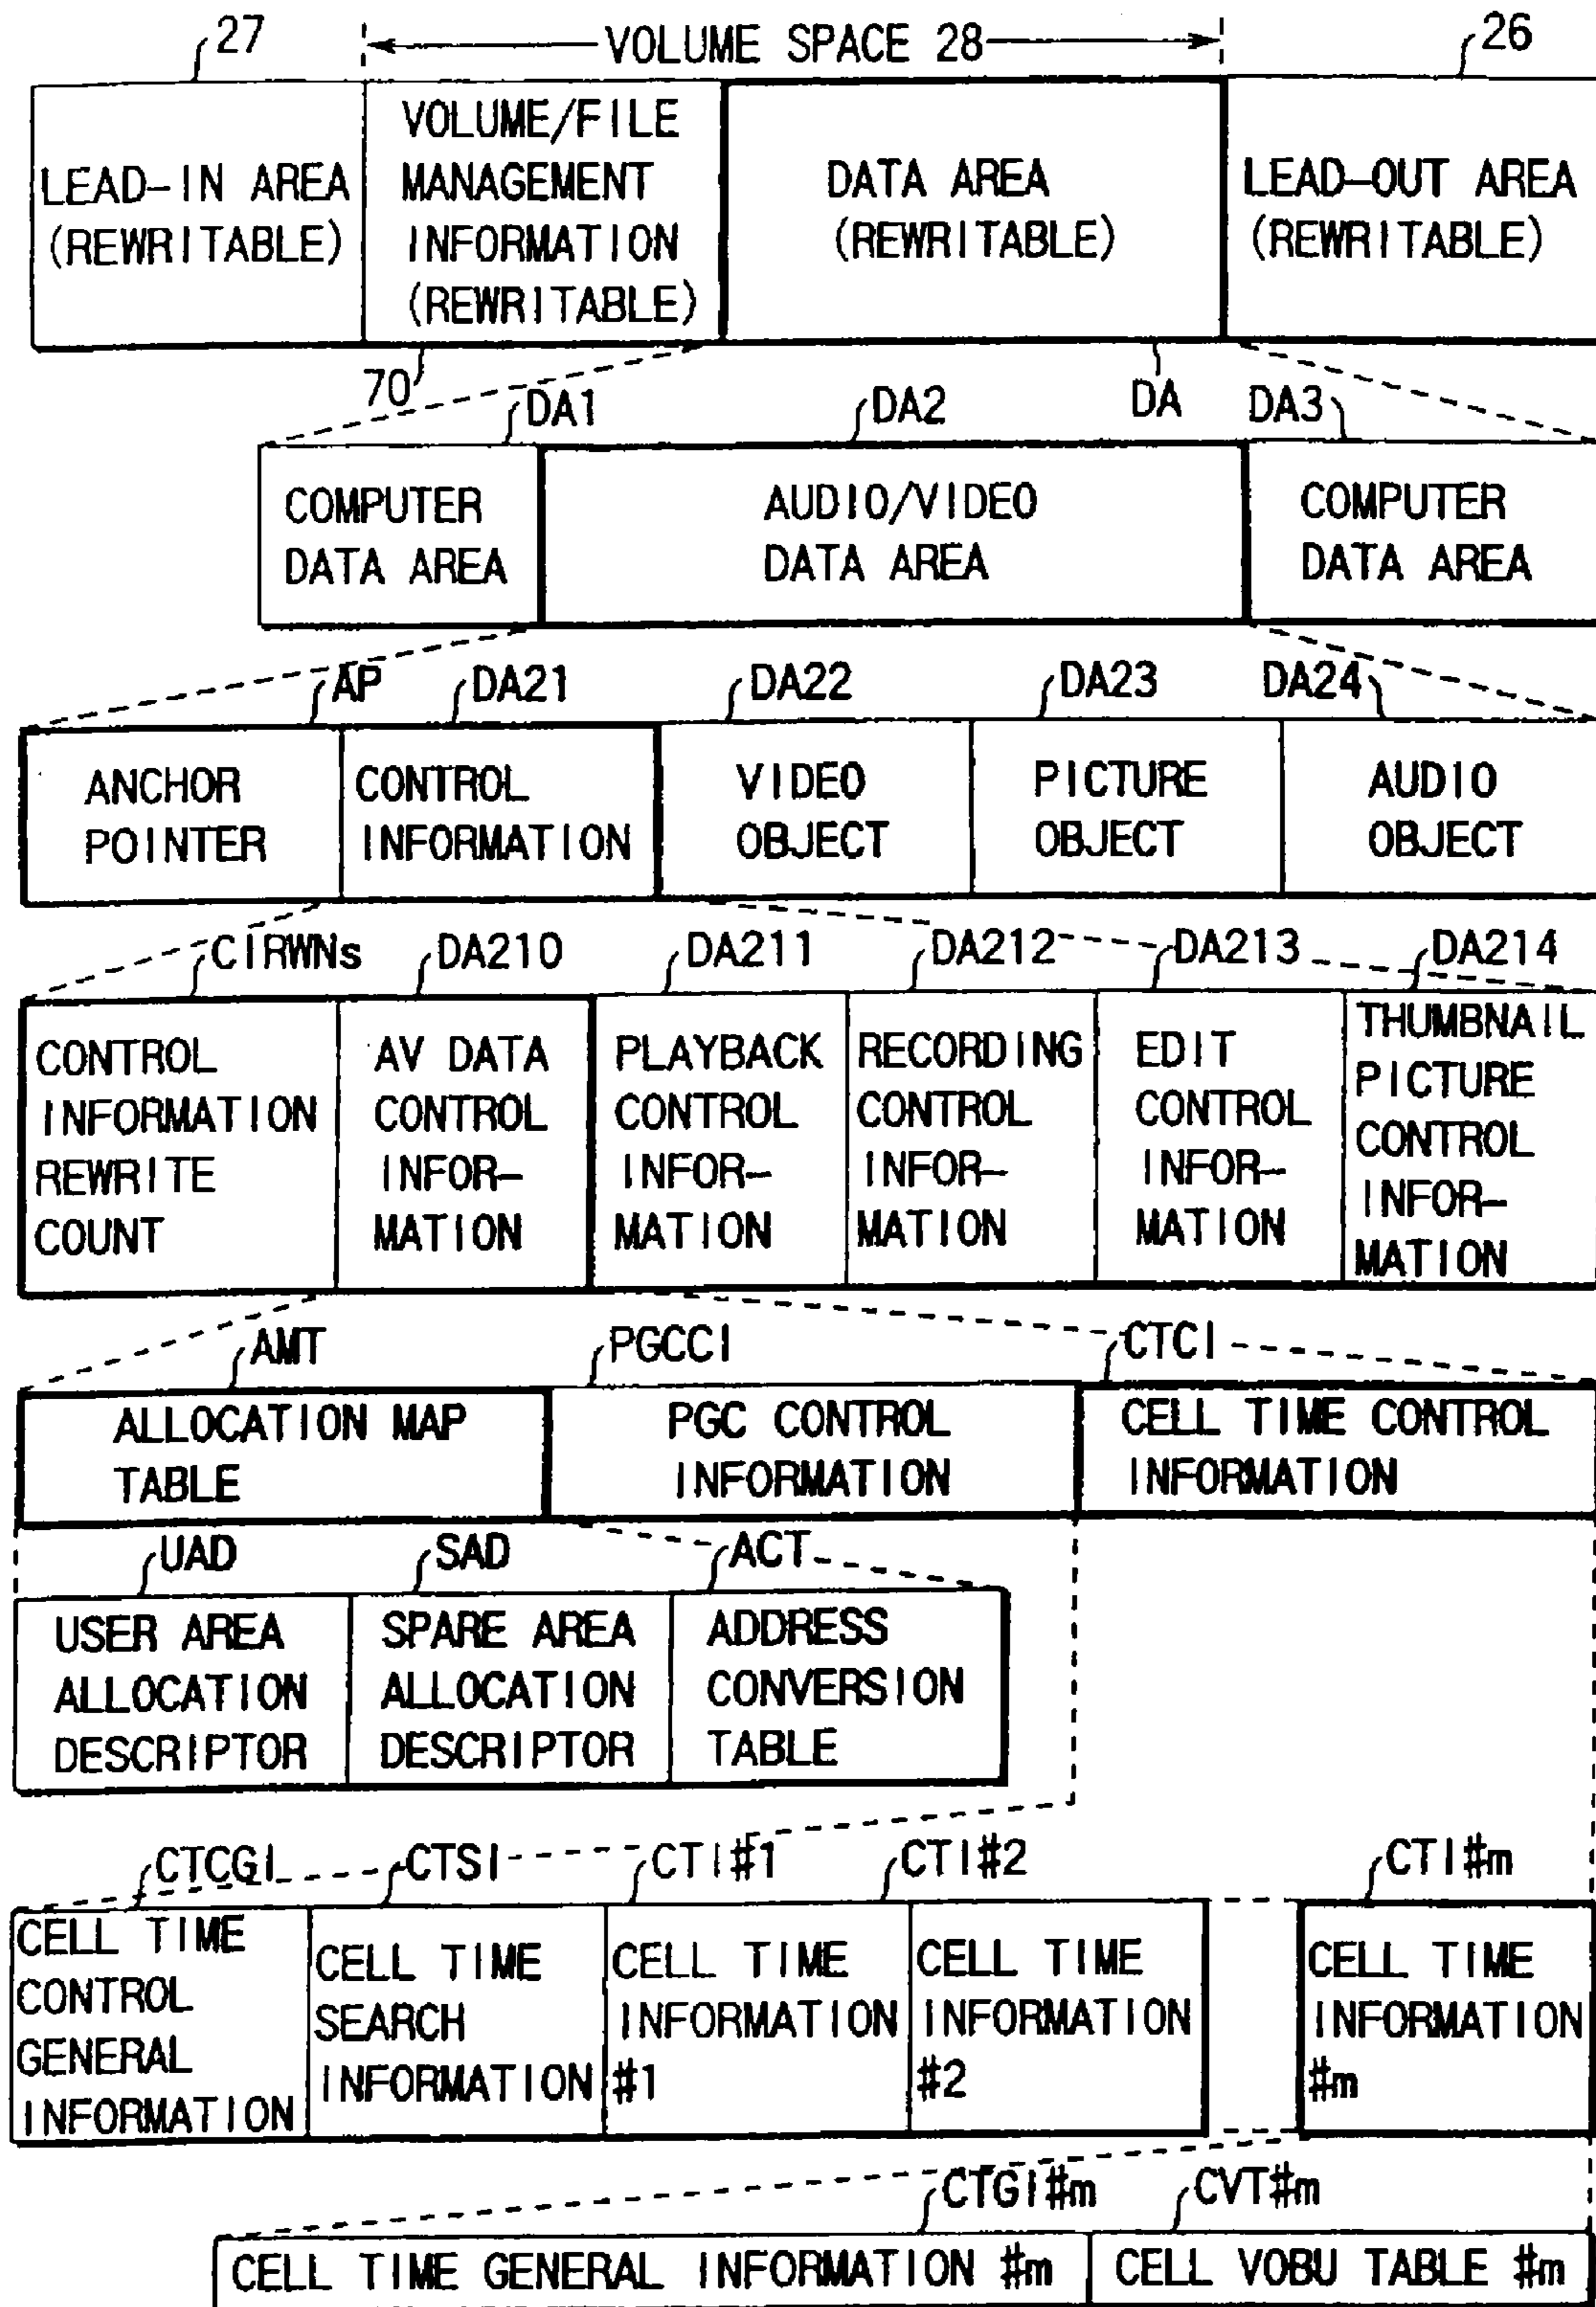 27
VOLUME SPACE 28
26
LEAD-IN AREA
(REWRITABLE)
VOLUME/FILE
MANAGEMENT
INFORMATION
(REWRITABLE)
DATA AREA
(REWRITABLE)
LEAD-OUT AREA
(REWRITABLE)
70
DA
DA1
DA2
DA3
COMPUTER
DATA AREA
AUDIO/VIDEO
DATA AREA
COMPUTER
DATA AREA
AP
DA21
DA22
DA23
DA24
ANCHOR
POINTER
CONTROL
INFORMATION
VIDEO
OBJECT
PICTURE
OBJECT
AUDIO
OBJECT
CIRWNs
DA210
DA211
DA212
DA213
DA214
CONTROL
INFORMATION
REWRITE
COUNT
AV DATA
CONTROL
INFOR-
MATION
PLAYBACK
CONTROL
INFOR-
MATION
RECORDING
CONTROL
INFOR-
MATION
EDIT
CONTROL
INFOR-
MATION
THUMBNAIL
PICTURE
CONTROL
INFOR-
MATION
AMT
PGCCI
CTCI
ALLOCATION MAP
TABLE
PGC CONTROL
INFORMATION
CELL TIME CONTROL
INFORMATION
UAD
SAD
ACT
USER AREA
ALLOCATION
DESCRIPTOR
SPARE AREA
ALLOCATION
DESCRIPTOR
ADDRESS
CONVERSION
TABLE
CTCGI
CTSI
CTI#1
CTI#2
CTI#m
CELL TIME
CONTROL
GENERAL
INFORMATION
CELL TIME
SEARCH
INFORMATION
CELL TIME
INFORMATION
#1
CELL TIME
INFORMATION
#2
CELL TIME
INFORMATION
#m
CTGI#m
CVT#m
CELL TIME GENERAL INFORMATION #m
CELL VOBU TABLE #m